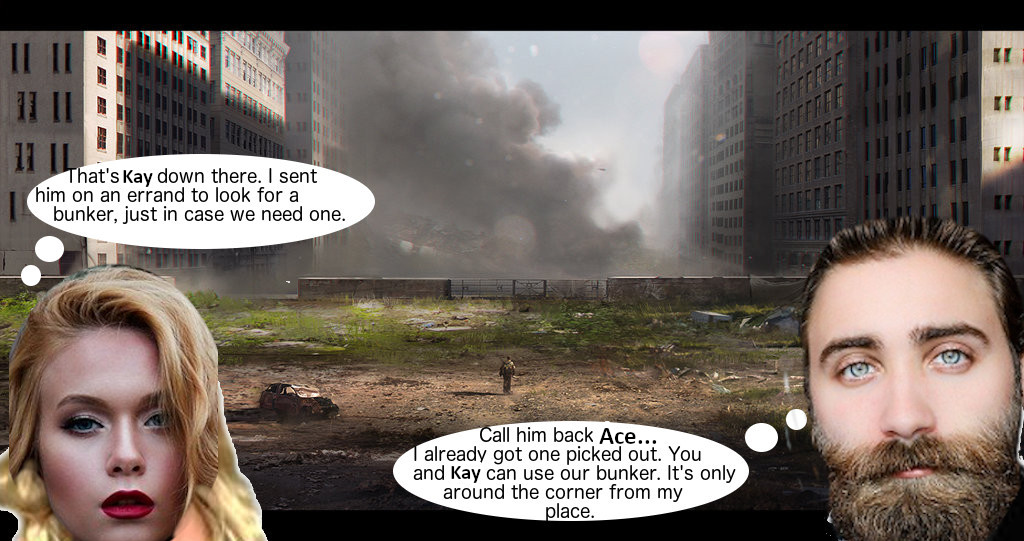 That's Kay down there. I sent
him on an errand to look for a
bunker, just in case we need one.
Call him back Ace...
I already got one picked out. You
and Kay can use our bunker. It's only
around the corner from my
place.